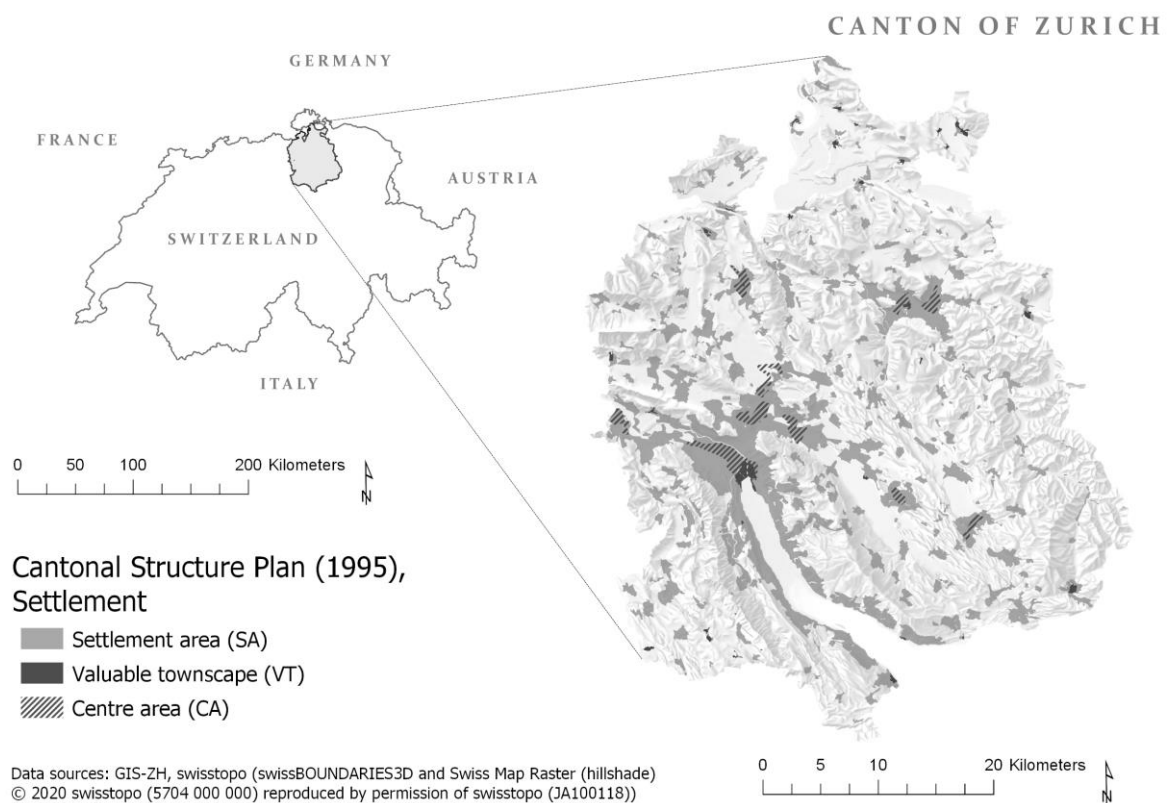 CANTON OF ZURICH
GERMANY
FRANCE
AUSTRIA
SWITZERLAND
ITALY
0 50 100 200 Kilometers
N
Cantonal Structure Plan (1995),
Settlement
Settlement area (SA)
Valuable townscape (VT)
Centre area (CA)
Data sources: GIS-ZH, swisstopo (swissBOUNDARIES3D and Swiss Map Raster (hillshade)
© 2020 swisstopo (5704 000 000) reproduced by permission of swisstopo (JA100118))
0 5 10 20 Kilometers
N